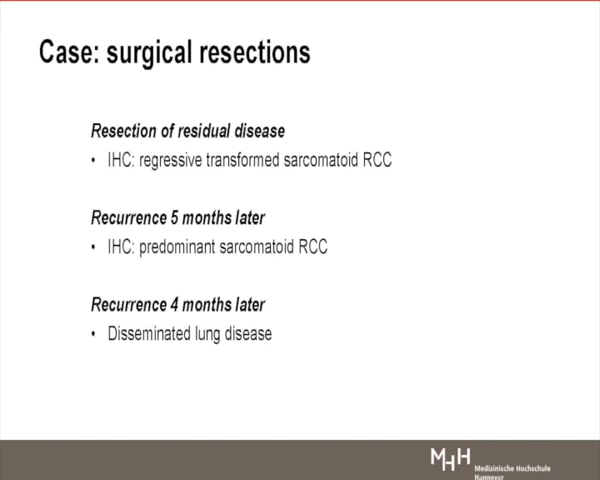 Case: surgical resections
Resection of residual disease
• IHC: regressive transformed sarcomatoid RCC
Recurrence 5 months later
• IHC: predominant sarcomatoid RCC
Recurrence 4 months later
• Disseminated lung disease
MHH
Medizinische Hochschule
Hannover